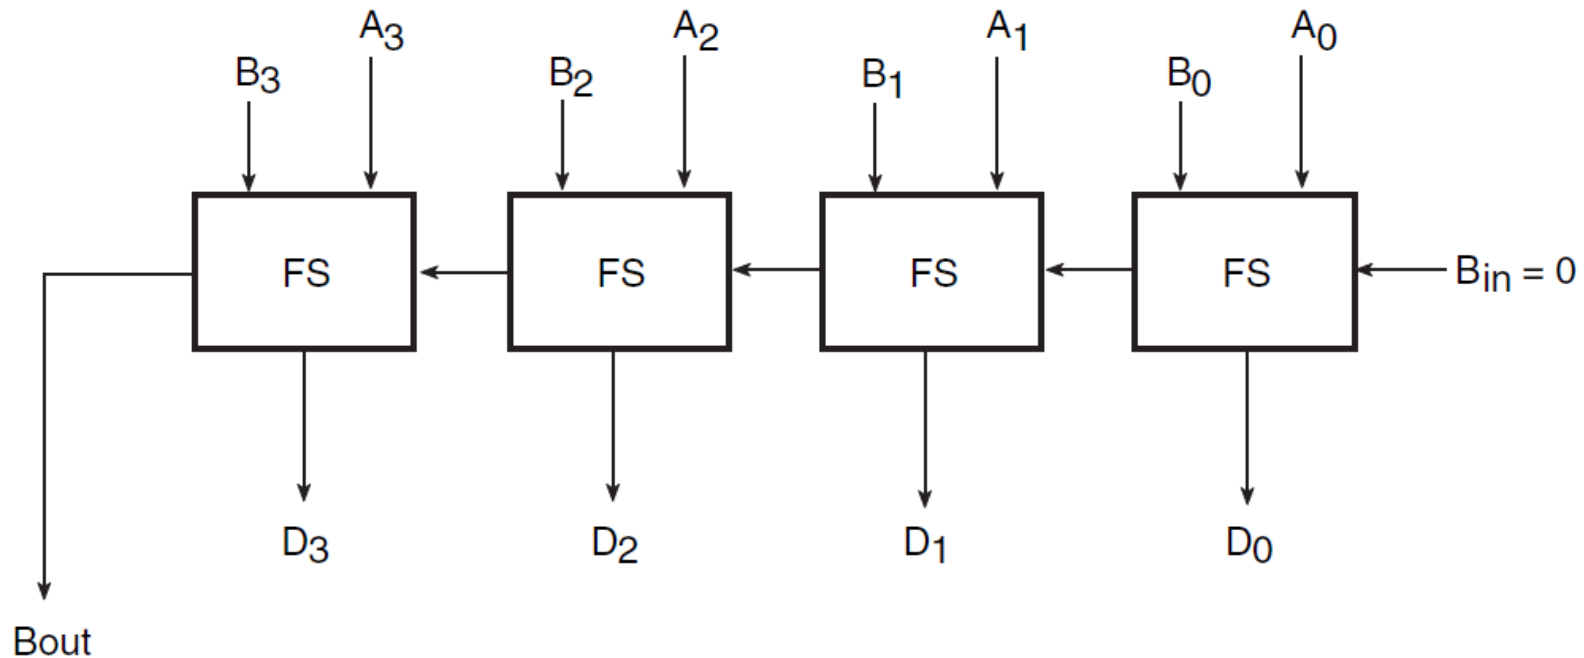 A3 A2 A1 A0
B3 B2 B1 B0
FS FS FS FS Bin = 0
D3 D2 D1 D0
Bout